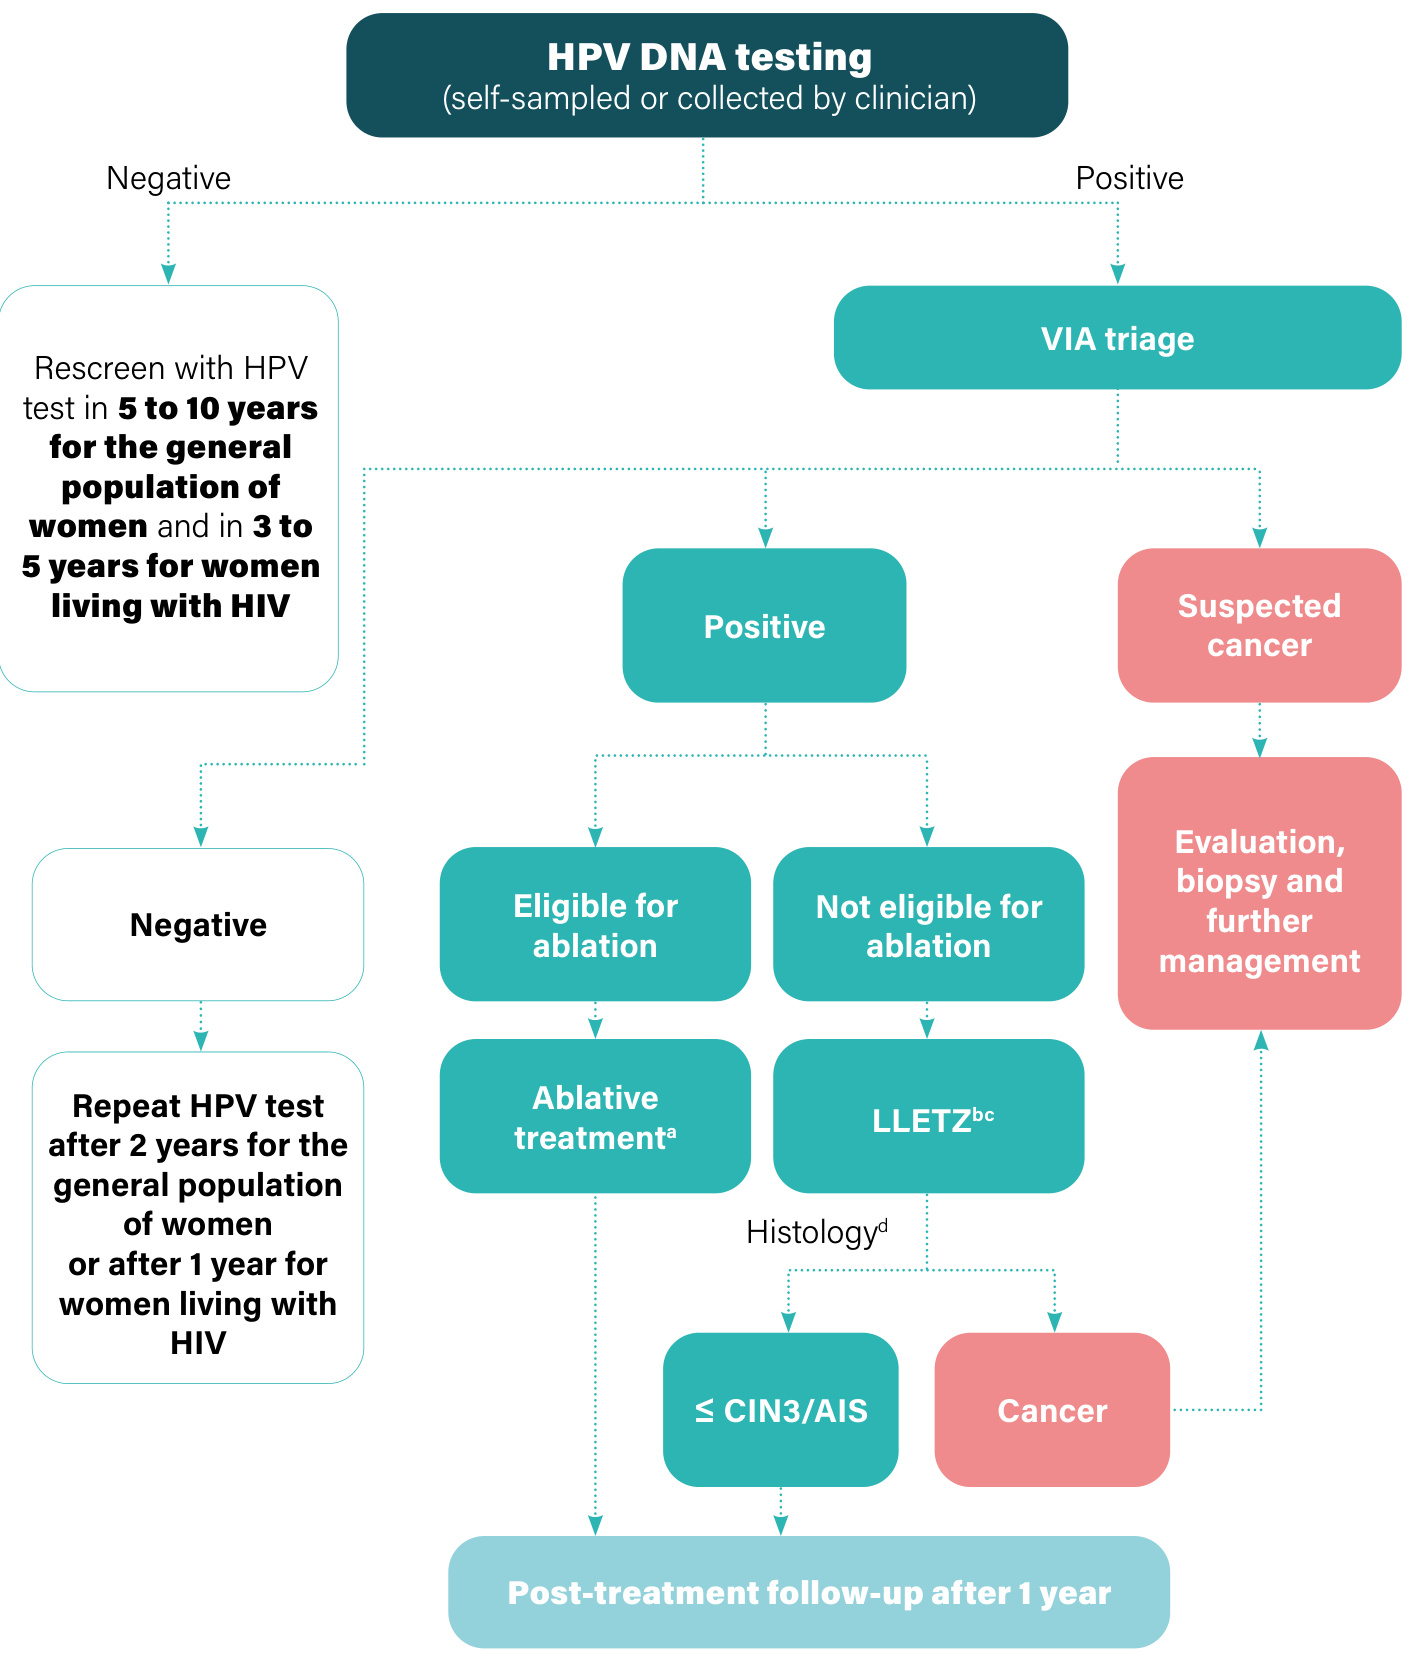 HPV DNA testing
(self-sampled or collected by clinician)
Negative
Positive
Rescreen with HPV
test in 5 to 10 years
for the general
population of
women and in 3 to
5 years for women
living with HIV
VIA triage
Positive
Suspected
cancer
Negative
Eligible for
ablation
Not eligible for
ablation
Evaluation,
biopsy and
further
management
Repeat HPV test
after 2 years for the
general population
of women
or after 1 year for
women living with
HIV
Ablative
treatmentᵃ
LLETZᵇᶜ
Histologyᵈ
≤ CIN3/AIS
Cancer
Post-treatment follow-up after 1 year